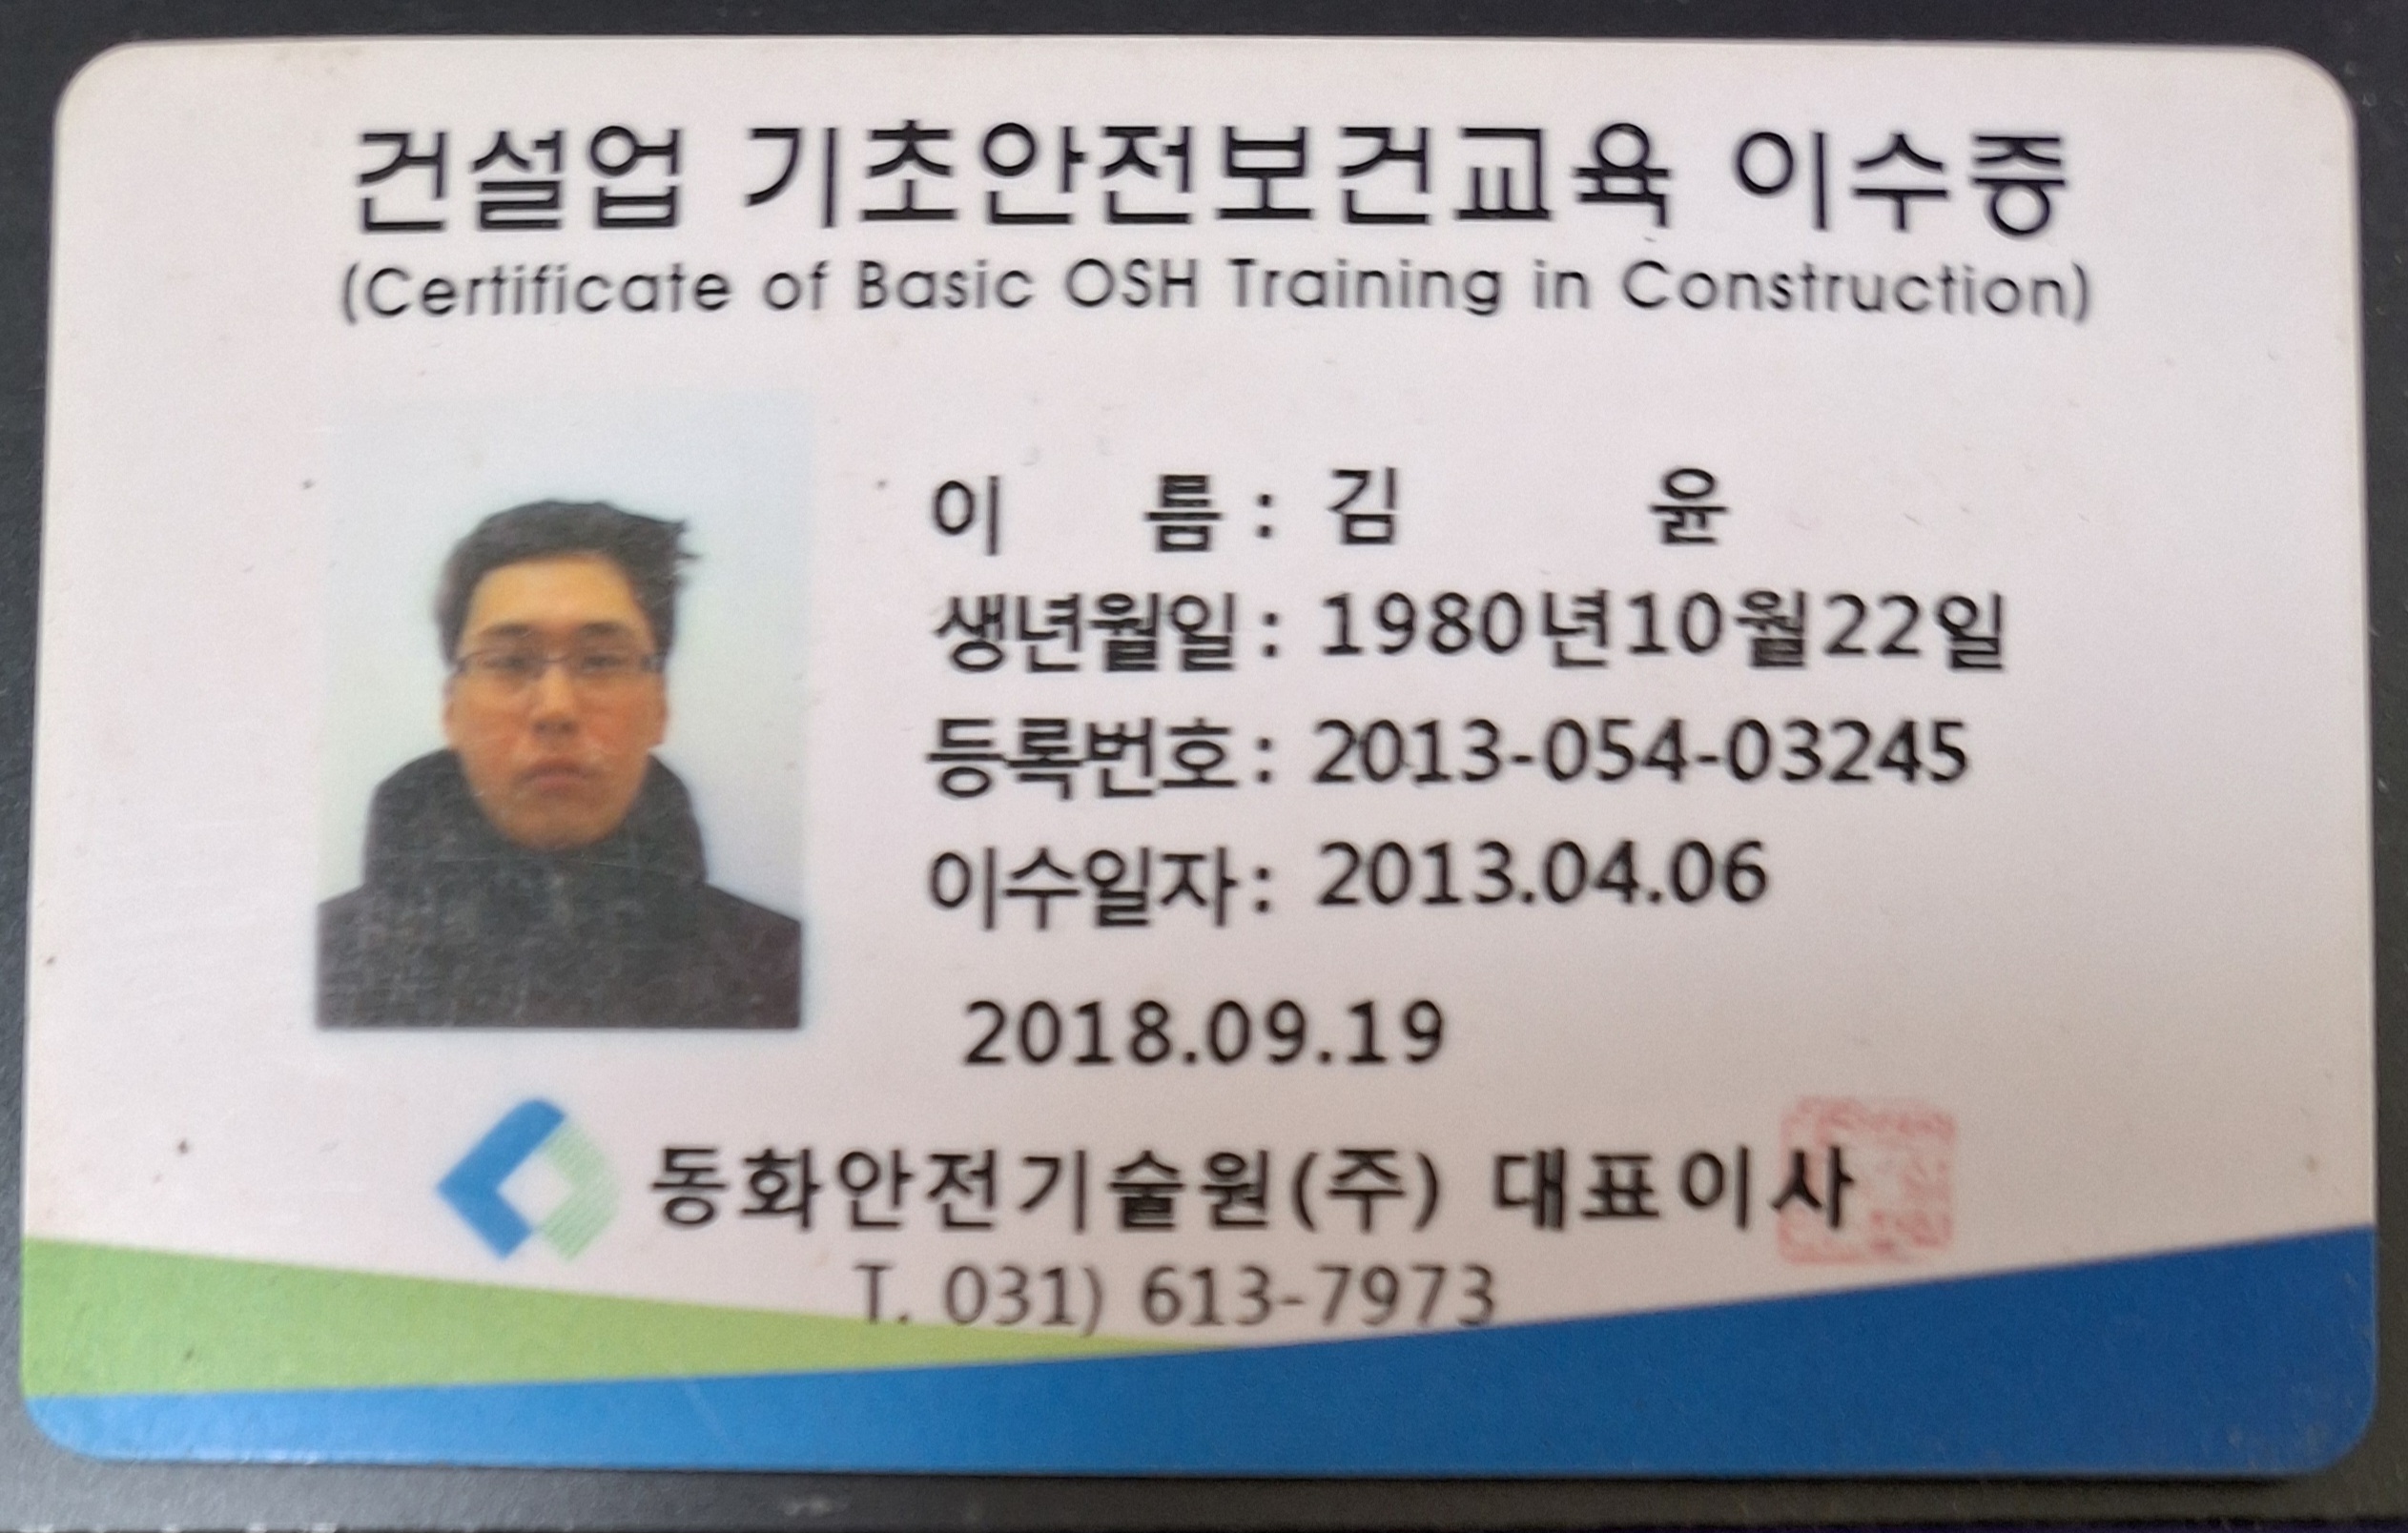 건설업 기초안전보건교육 이수증
(Certificate of Basic OSH Training in Construction)
이 름 : 김 윤
생년월일 : 1980년10월22일
등록번호 : 2013-054-03245
이수일자 : 2013.04.06
2018.09.19
동화안전기술원(주) 대표이사
T. 031) 613-7973